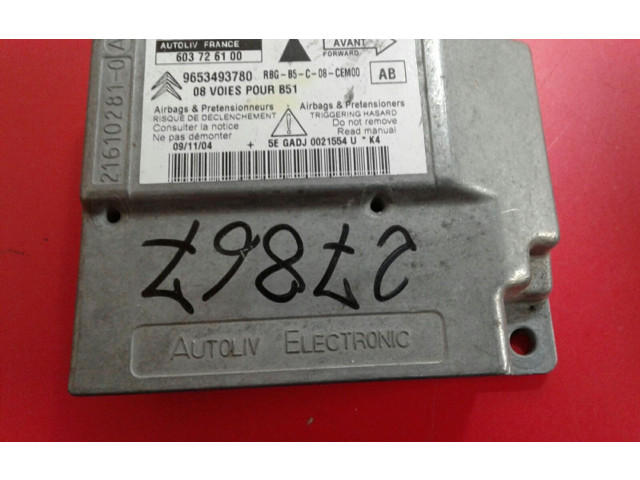 AUTOLIV FRANCE
603 72 61 00
AVANT
FORWARD
9653493780 RBG-B5-C-08-CEM00 AB
08 VOIES POUR B51
Airbags & Pretensionneurs
RISQUE DE DECLENCHEMENT
Consulter la notice
Ne pas démonter
Airbags & Pretensioners
TRIGGERING HASARD
Do not remove
Read manual
09/11/04 + 5E GADJ 0021554 U * K4
21610281-0 A
27867
AUTOLIV ELECTRONIC